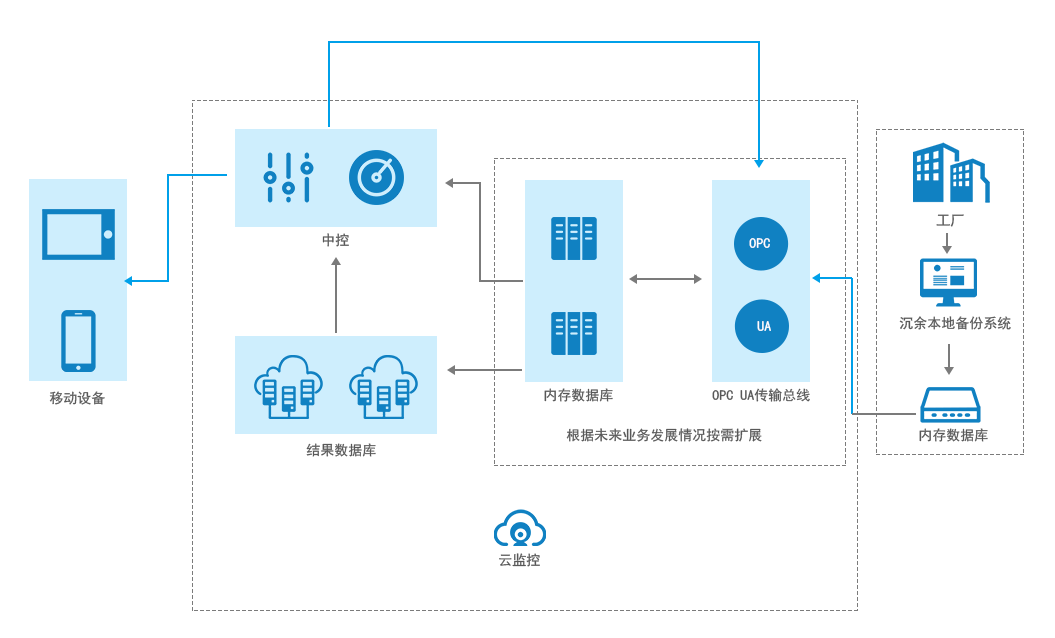 中控
OPC
工厂
UA
沉余本地备份系统
移动设备
内存数据库
OPC UA传输总线
根据未来业务发展情况按需扩展
内存数据库
结果数据库
云监控